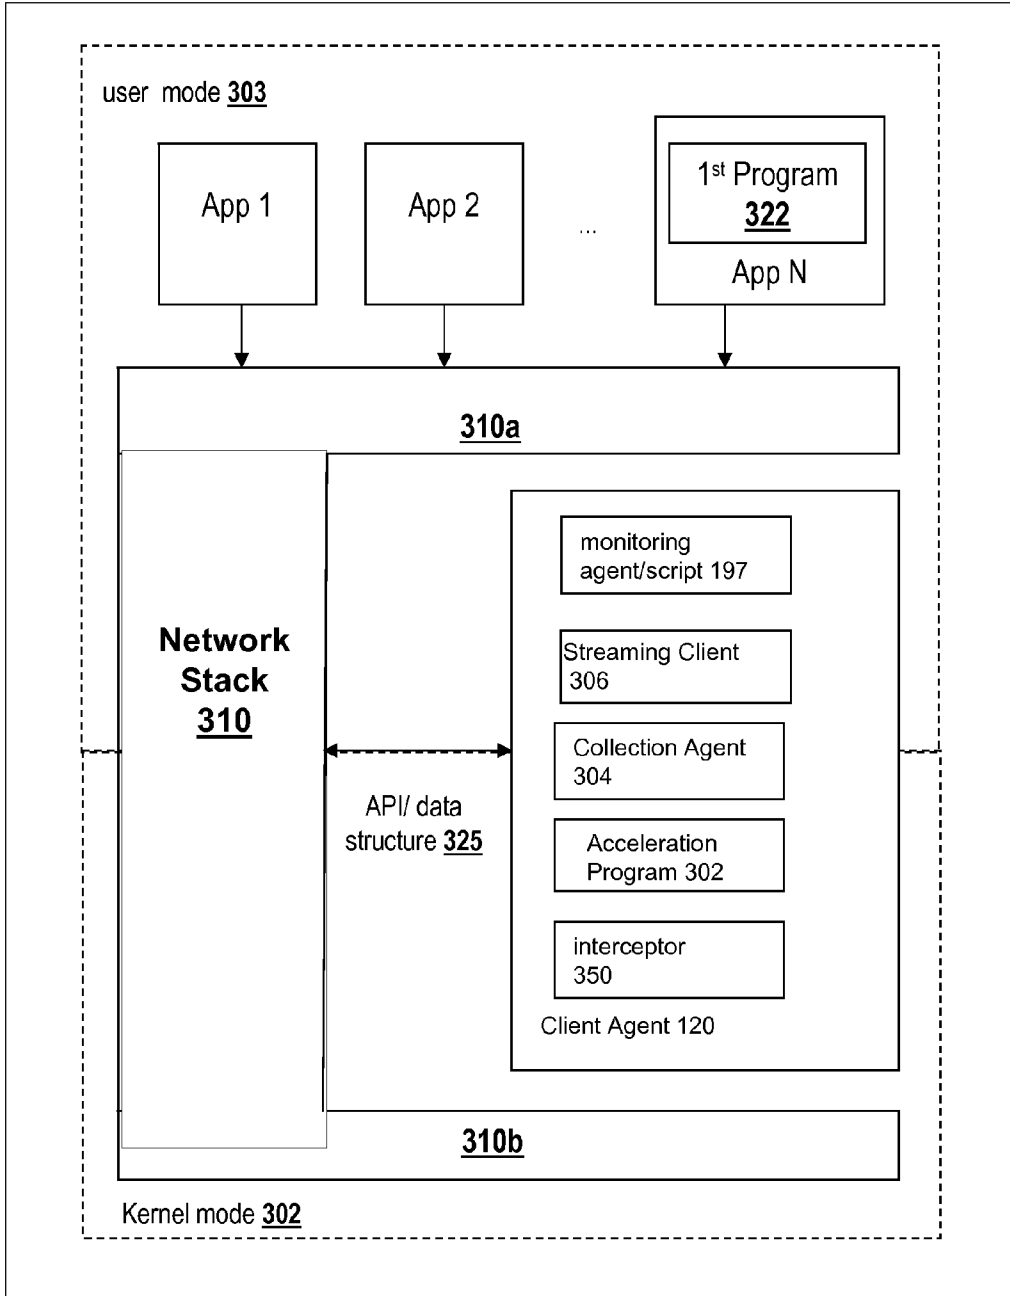 user mode 303
App 1
App 2
...
1st Program
322
App N
310a
Network
Stack
310
monitoring
agent/script 197
Streaming Client
306
Collection Agent
304
Acceleration
Program 302
interceptor
350
Client Agent 120
API/ data
structure 325
310b
Kernel mode 302